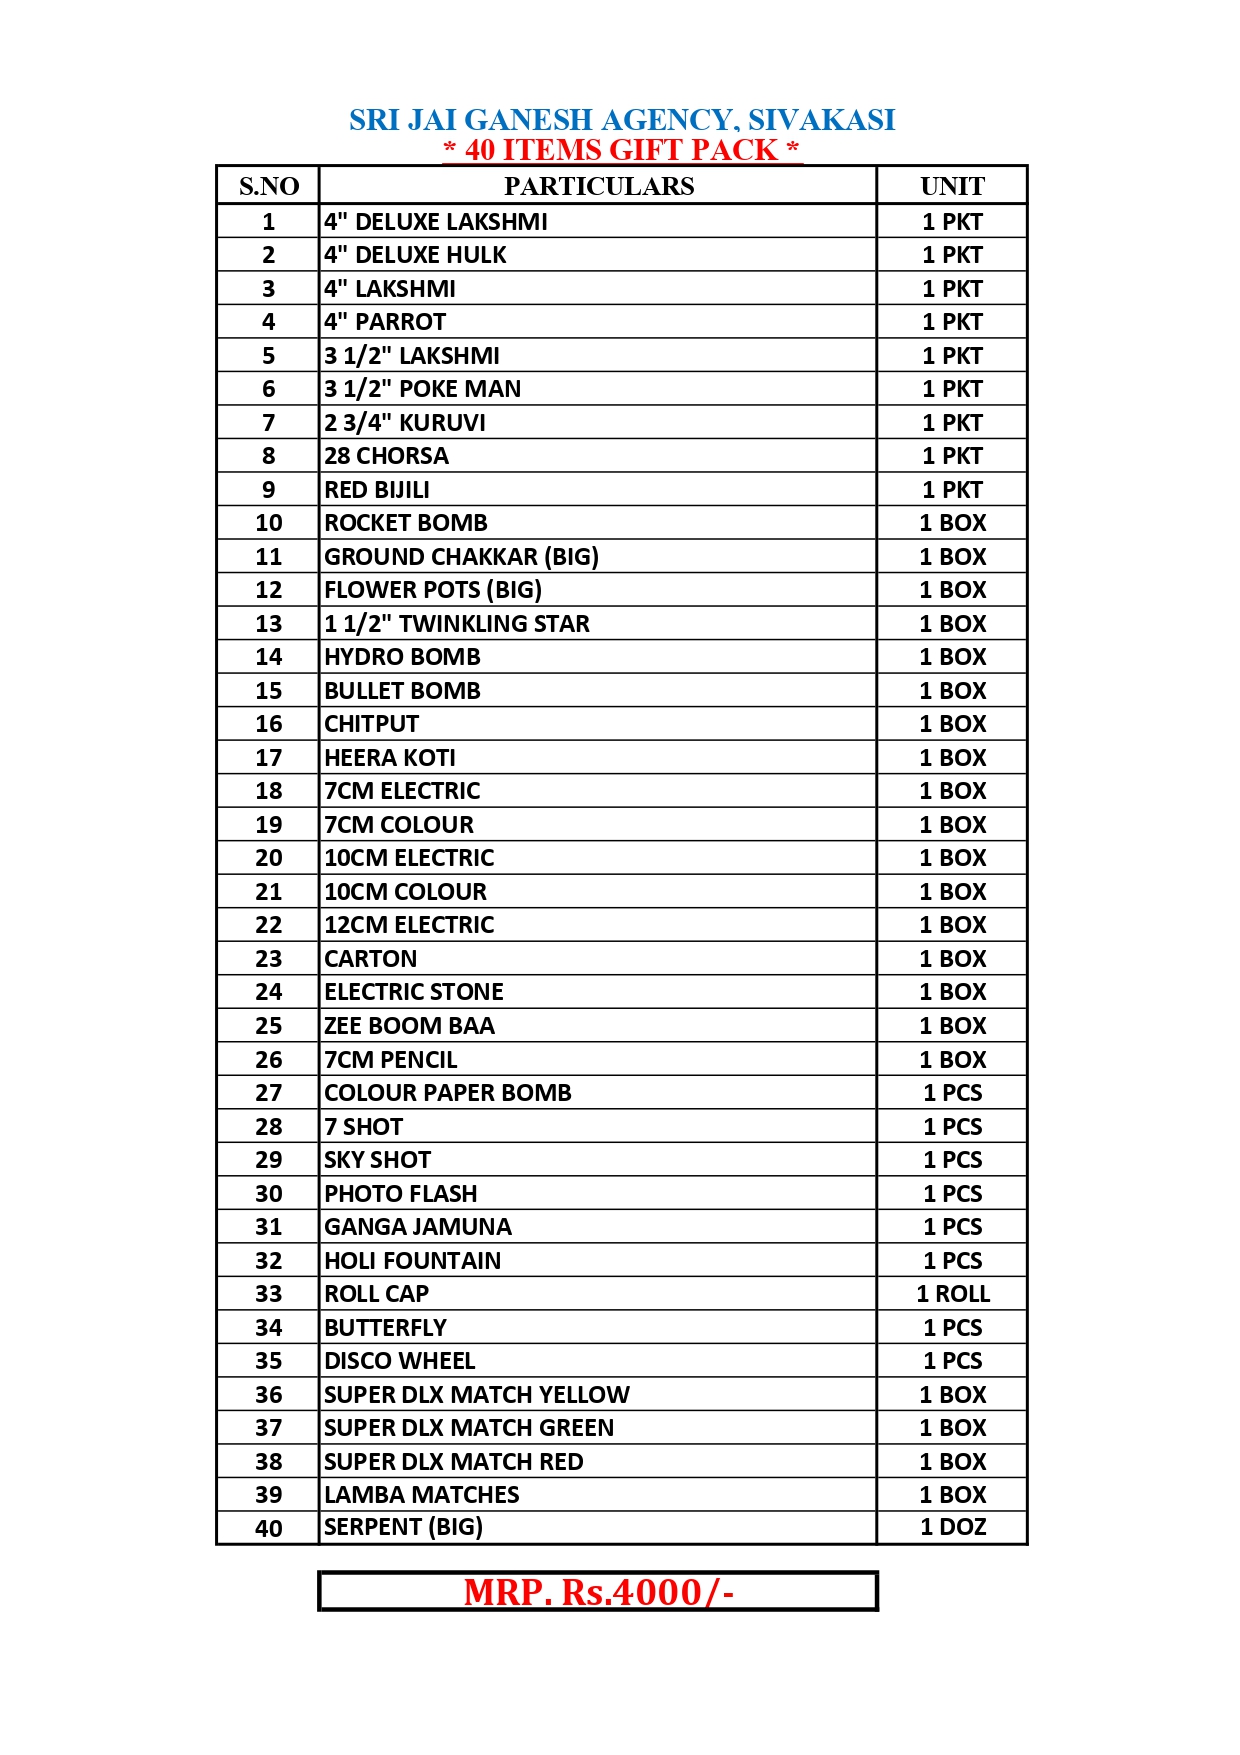 SRI JAI GANESH AGENCY, SIVAKASI
* 40 ITEMS GIFT PACK *
S.NO PARTICULARS UNIT
1 4" DELUXE LAKSHMI 1 PKT
2 4" DELUXE HULK 1 PKT
3 4" LAKSHMI 1 PKT
4 4" PARROT 1 PKT
5 3 1/2" LAKSHMI 1 PKT
6 3 1/2" POKE MAN 1 PKT
7 2 3/4" KURUVI 1 PKT
8 28 CHORSA 1 PKT
9 RED BIJILI 1 PKT
10 ROCKET BOMB 1 BOX
11 GROUND CHAKKAR (BIG) 1 BOX
12 FLOWER POTS (BIG) 1 BOX
13 1 1/2" TWINKLING STAR 1 BOX
14 HYDRO BOMB 1 BOX
15 BULLET BOMB 1 BOX
16 CHITPUT 1 BOX
17 HEERA KOTI 1 BOX
18 7CM ELECTRIC 1 BOX
19 7CM COLOUR 1 BOX
20 10CM ELECTRIC 1 BOX
21 10CM COLOUR 1 BOX
22 12CM ELECTRIC 1 BOX
23 CARTON 1 BOX
24 ELECTRIC STONE 1 BOX
25 ZEE BOOM BAA 1 BOX
26 7CM PENCIL 1 BOX
27 COLOUR PAPER BOMB 1 PCS
28 7 SHOT 1 PCS
29 SKY SHOT 1 PCS
30 PHOTO FLASH 1 PCS
31 GANGA JAMUNA 1 PCS
32 HOLI FOUNTAIN 1 PCS
33 ROLL CAP 1 ROLL
34 BUTTERFLY 1 PCS
35 DISCO WHEEL 1 PCS
36 SUPER DLX MATCH YELLOW 1 BOX
37 SUPER DLX MATCH GREEN 1 BOX
38 SUPER DLX MATCH RED 1 BOX
39 LAMBA MATCHES 1 BOX
40 SERPENT (BIG) 1 DOZ
MRP. Rs.4000/-